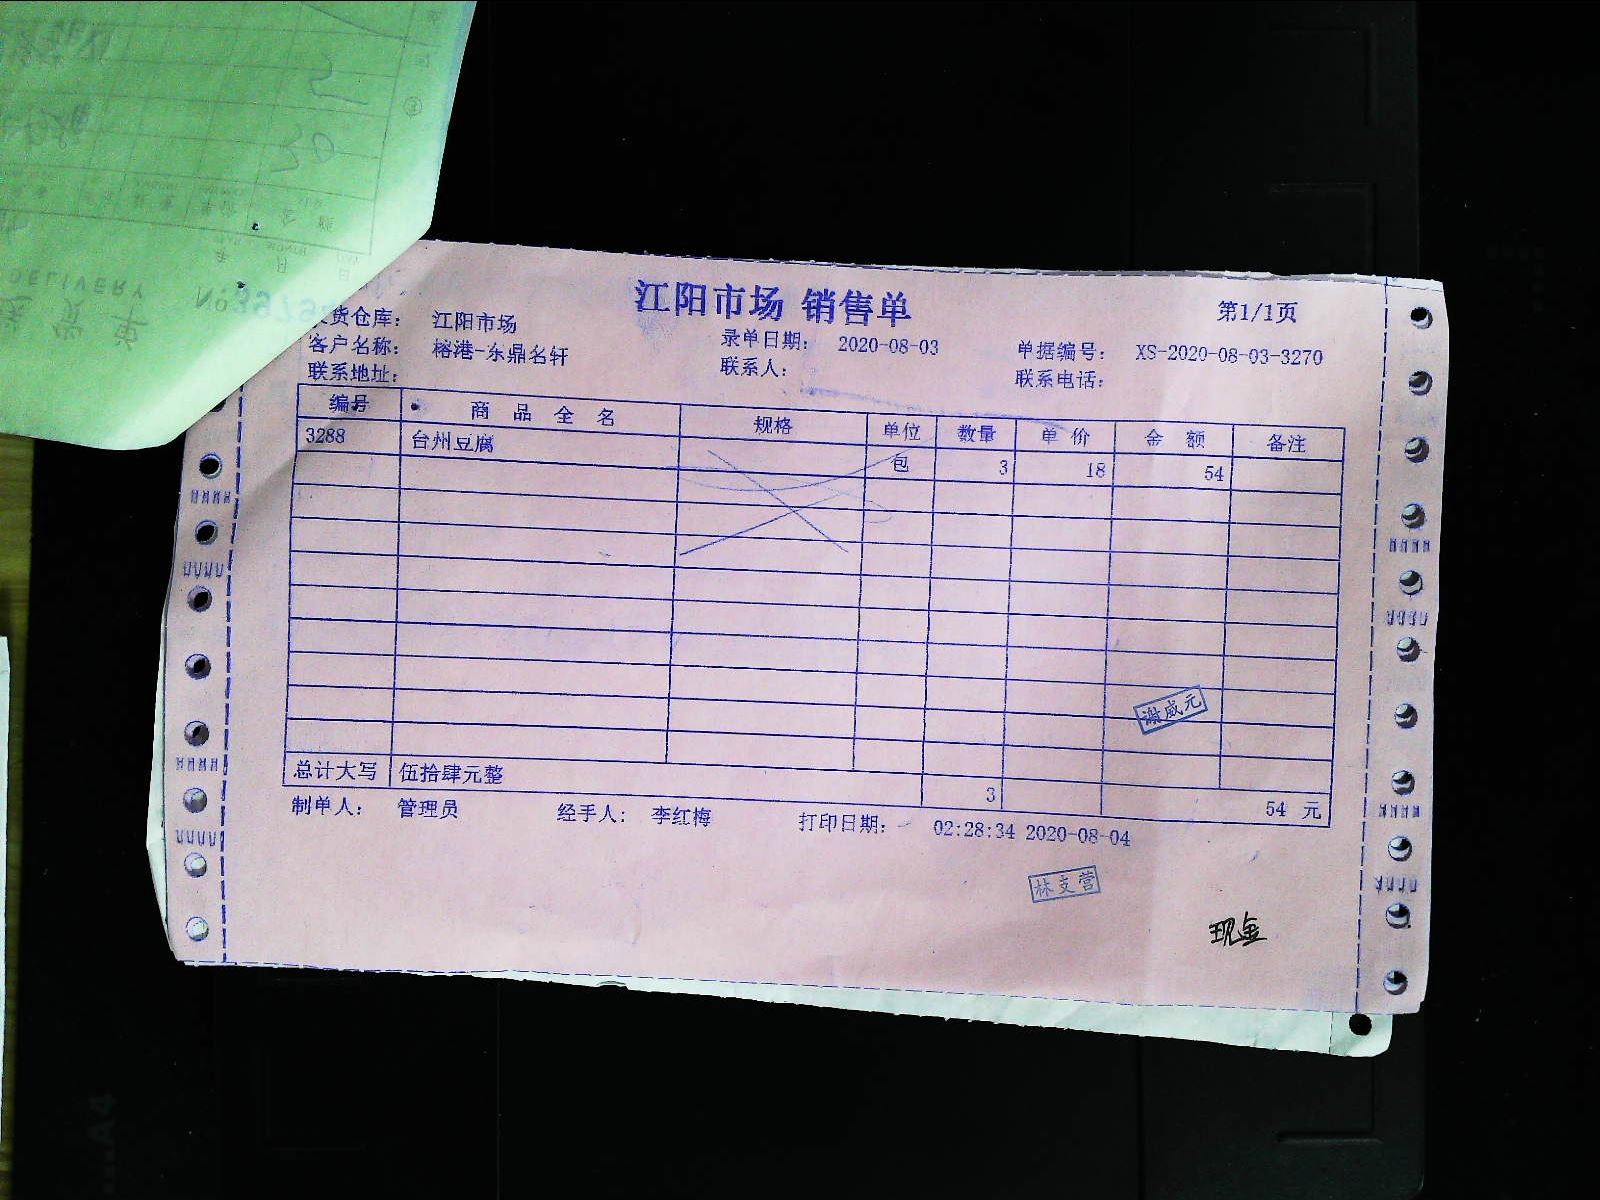 江阳市场 销售单
第1/1页
货仓库： 江阳市场
客户名称： 榕港-东鼎名轩
录单日期： 2020-08-03
单据编号： XS-2020-08-03-3270
联系地址：
联系人：
联系电话：
编号 商品全名 规格 单位 数量 单价 金额 备注
3288 台州豆腐 包 3 18 54
谢威元
总计大写 伍拾肆元整 3 54 元
制单人： 管理员 经手人： 李红梅 打印日期： 02:28:34 2020-08-04
林支营
现金
DELIVERY